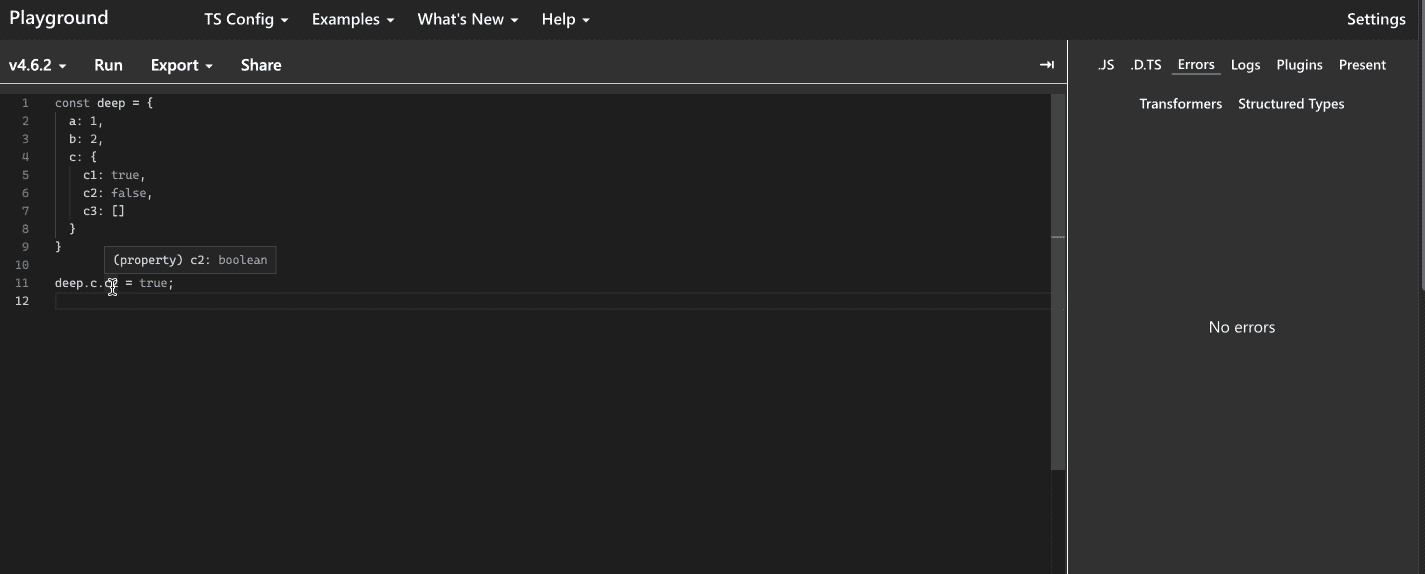 Playground TS Config Examples What's New Help Settings
v4.6.2 Run Export Share .JS .D.TS Errors Logs Plugins Present
Transformers Structured Types
1 const deep = {
2 a: 1,
3 b: 2,
4 c: {
5 c1: true,
6 c2: false,
7 c3: []
8 }
9 }
(property) c2: boolean
10
11 deep.c.c2 = true;
12
No errors